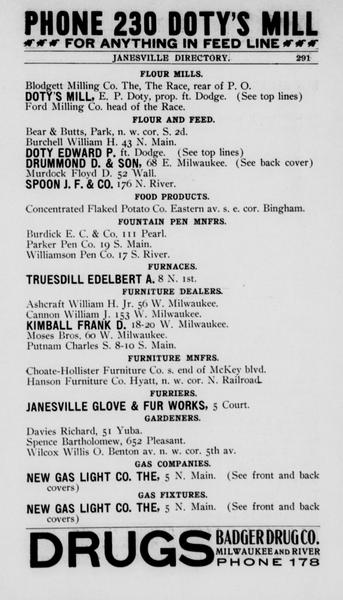 PHONE 230 DOTY'S MILL
FOR ANYTHING IN FEED LINE
JANESVILLE DIRECTORY. 291
FLOUR MILLS.
Blodgett Milling Co. The, The Race, rear of P. O.
DOTY'S MILL, E. P. Doty, prop. ft. Dodge. (See top lines)
Ford Milling Co. head of the Race.
FLOUR AND FEED.
Bear & Butts, Park, n. w. cor. S. 2d.
Burchell William H. 43 N. Main.
DOTY EDWARD P. ft. Dodge. (See top lines)
DRUMMOND D. & SON, 68 E. Milwaukee. (See back cover)
Murdock Floyd D. 52 Wall.
SPOON J. F. & CO. 176 N. River.
FOOD PRODUCTS.
Concentrated Flaked Potato Co. Eastern av. s. e. cor. Bingham.
FOUNTAIN PEN MNFRS.
Burdick E. C. & Co. 111 Pearl.
Parker Pen Co. 19 S. Main.
Williamson Pen Co. 17 S. River.
FURNACES.
TRUESDILL EDELBERT A. 8 N. 1st.
FURNITURE DEALERS.
Ashcraft William H. Jr. 56 W. Milwaukee.
Cannon William J. 153 W. Milwaukee.
KIMBALL FRANK D. 18-20 W. Milwaukee.
Moses Bros. 60 W. Milwaukee.
Putnam Charles S. 8-10 S. Main.
FURNITURE MNFRS.
Choate-Hollister Furniture Co. s. end of McKey blvd.
Hanson Furniture Co. Hyatt, n. w. cor. N. Railroad.
FURRIERS.
JANESVILLE GLOVE & FUR WORKS, 5 Court.
GARDENERS.
Davies Richard, 51 Yuba.
Spence Bartholomew, 652 Pleasant.
Wilcox Willis O. Benton av. n. w. cor. 5th av.
GAS COMPANIES.
NEW GAS LIGHT CO. THE, 5 N. Main. (See front and back
covers)
GAS FIXTURES.
NEW GAS LIGHT CO. THE, 5 N. Main. (See front and back
covers)
DRUGS BADGER DRUG CO.
MILWAUKEE AND RIVER
PHONE 178